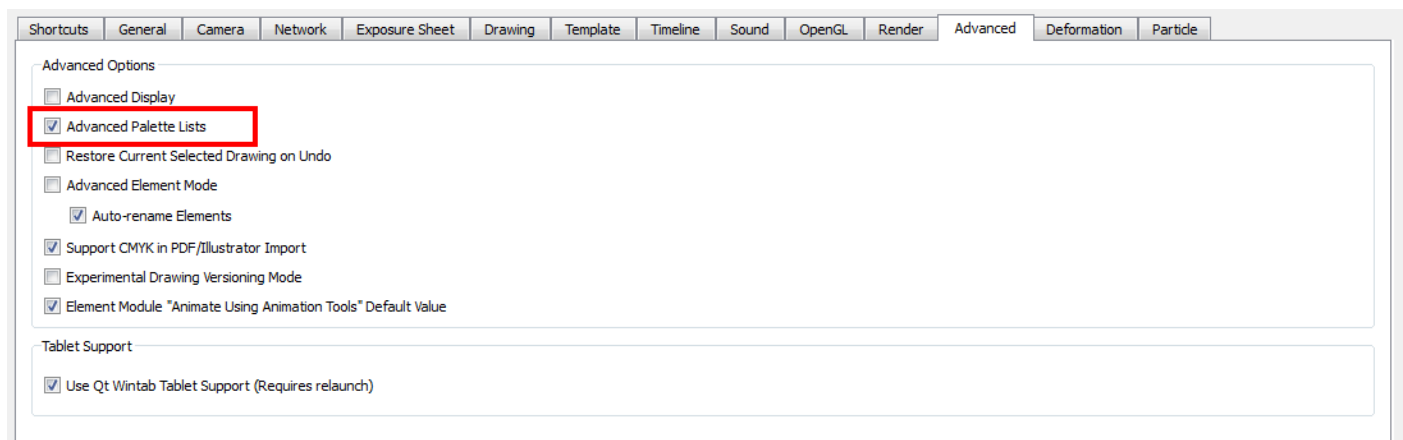 Shortcuts General Camera Network Exposure Sheet Drawing Template Timeline Sound OpenGL Render Advanced Deformation Particle
Advanced Options
Advanced Display
Advanced Palette Lists
Restore Current Selected Drawing on Undo
Advanced Element Mode
Auto-rename Elements
Support CMYK in PDF/Illustrator Import
Experimental Drawing Versioning Mode
Element Module "Animate Using Animation Tools" Default Value
Tablet Support
Use Qt Wintab Tablet Support (Requires relaunch)